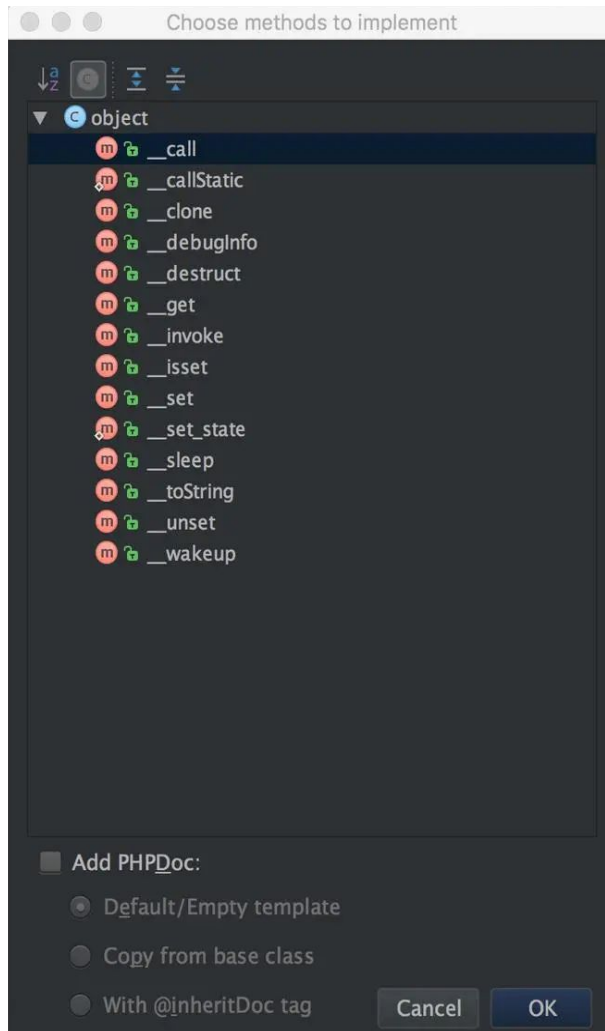 Choose methods to implement
object
__call
__callStatic
__clone
__debugInfo
__destruct
__get
__invoke
__isset
__set
__set_state
__sleep
__toString
__unset
__wakeup
Add PHPDoc:
Default/Empty template
Copy from base class
With @inheritDoc tag
Cancel OK